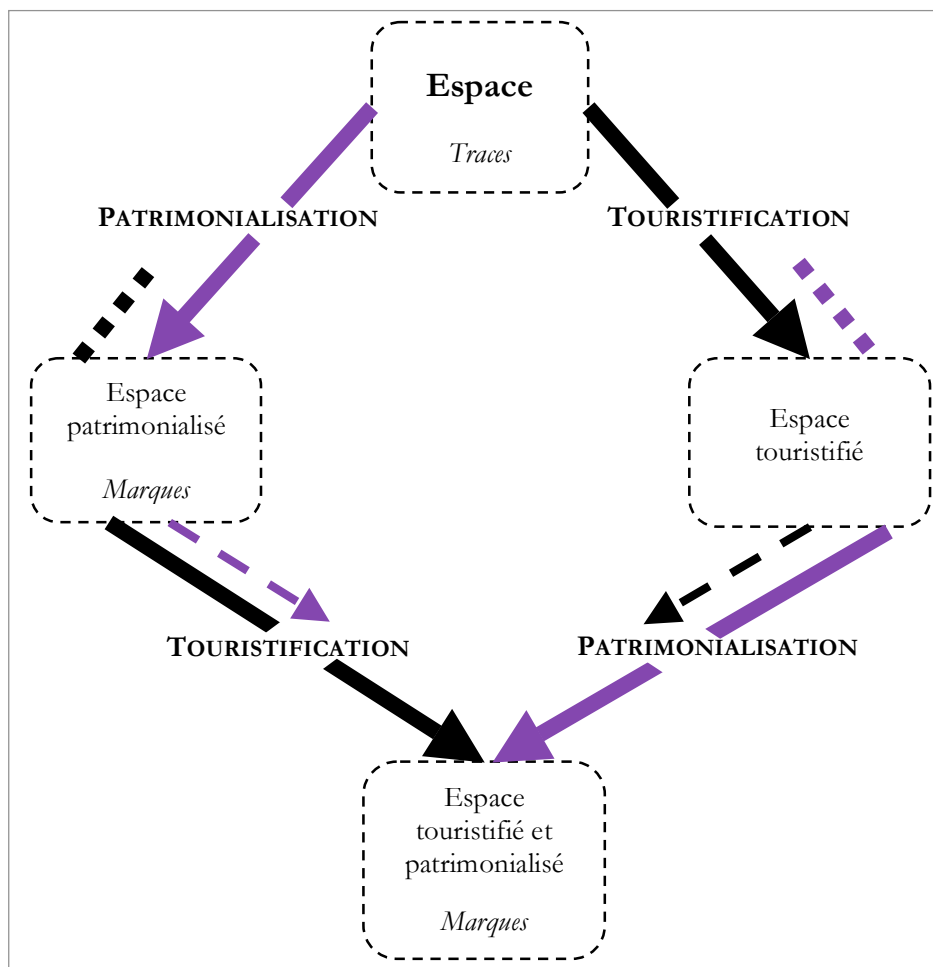 Espace
Traces
PATRIMONIALISATION
TOURISTIFICATION
Espace
patrimonialisé
Marques
Espace
touristifié
TOURISTIFICATION
PATRIMONIALISATION
Espace
touristifié et
patrimonialisé
Marques